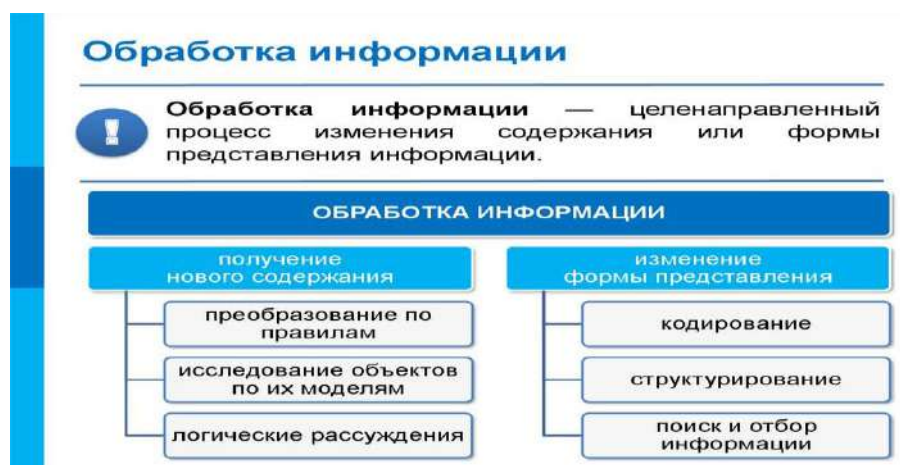 Обработка информации
!
Обработка информации — целенаправленный
процесс изменения содержания или формы
представления информации.
ОБРАБОТКА ИНФОРМАЦИИ
получение
нового содержания
преобразование по
правилам
исследование объектов
по их моделям
логические рассуждения
изменение
формы представления
кодирование
структурирование
поиск и отбор
информации